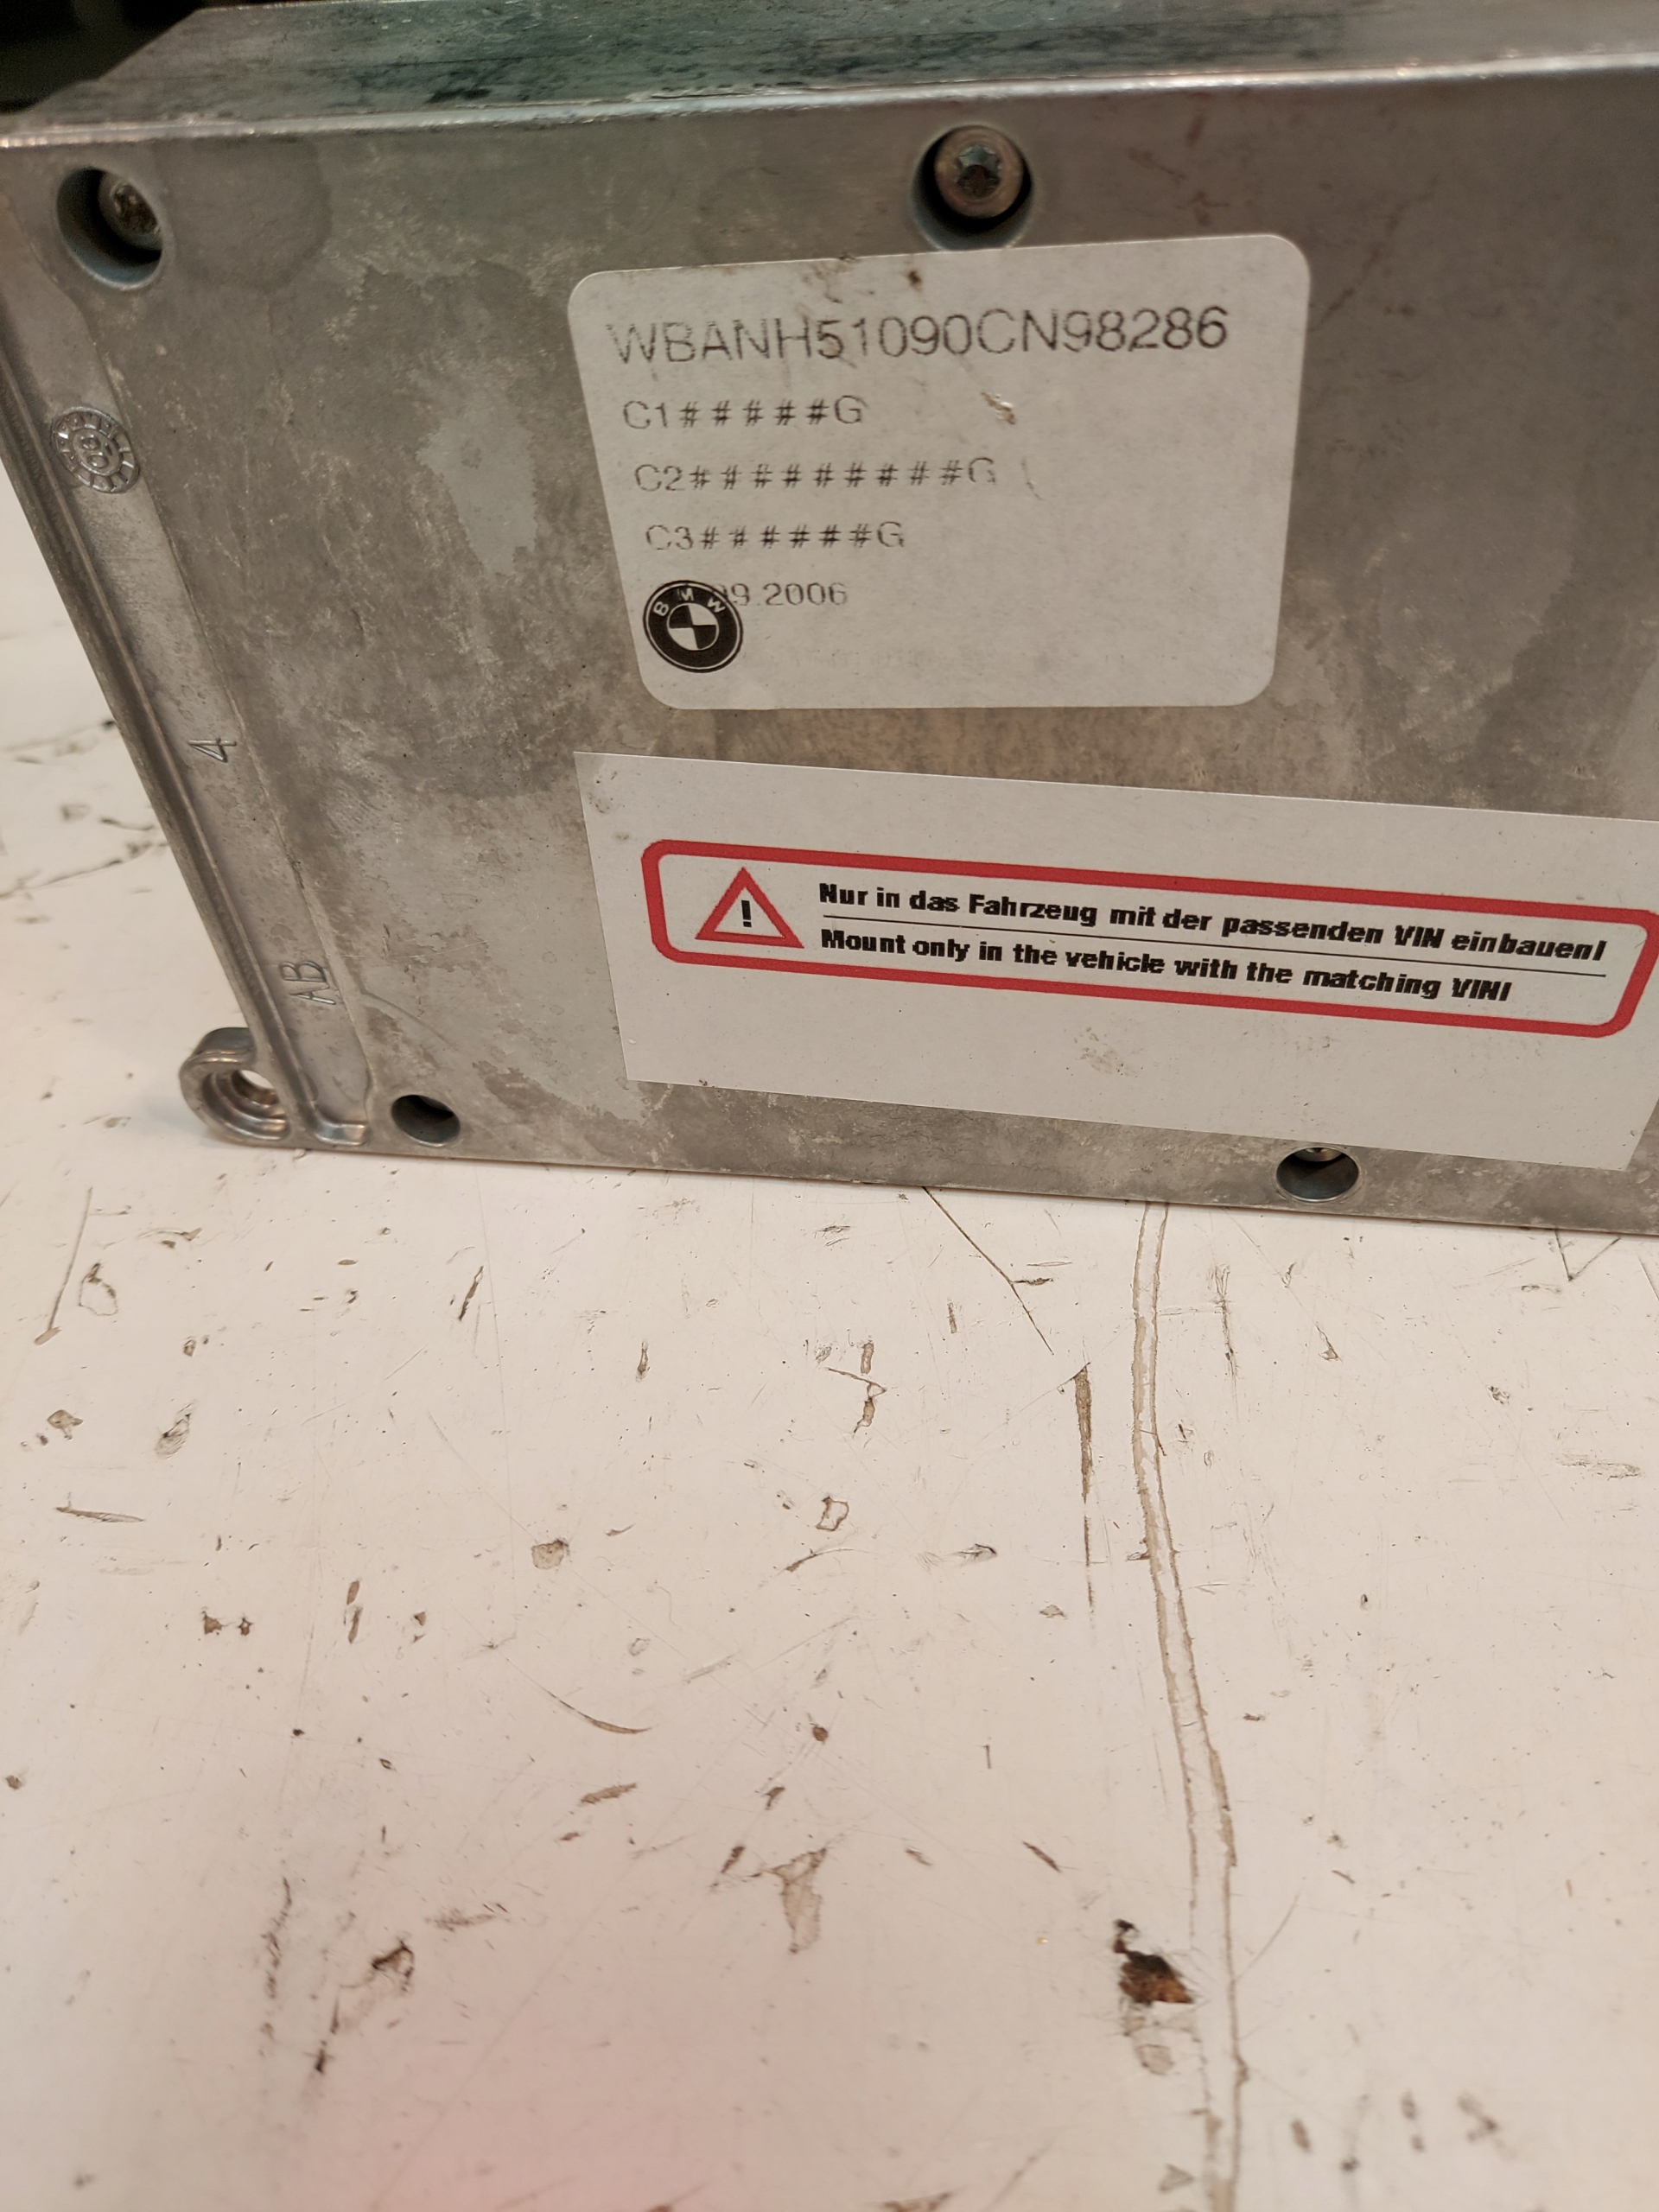 WBANH51090CN98286
C1#####G
C2#########G
C3######G
09.2006
BMW
4
Nur in das Fahrzeug mit der passenden VIN einbauen!
Mount only in the vehicle with the matching VIN!
AB